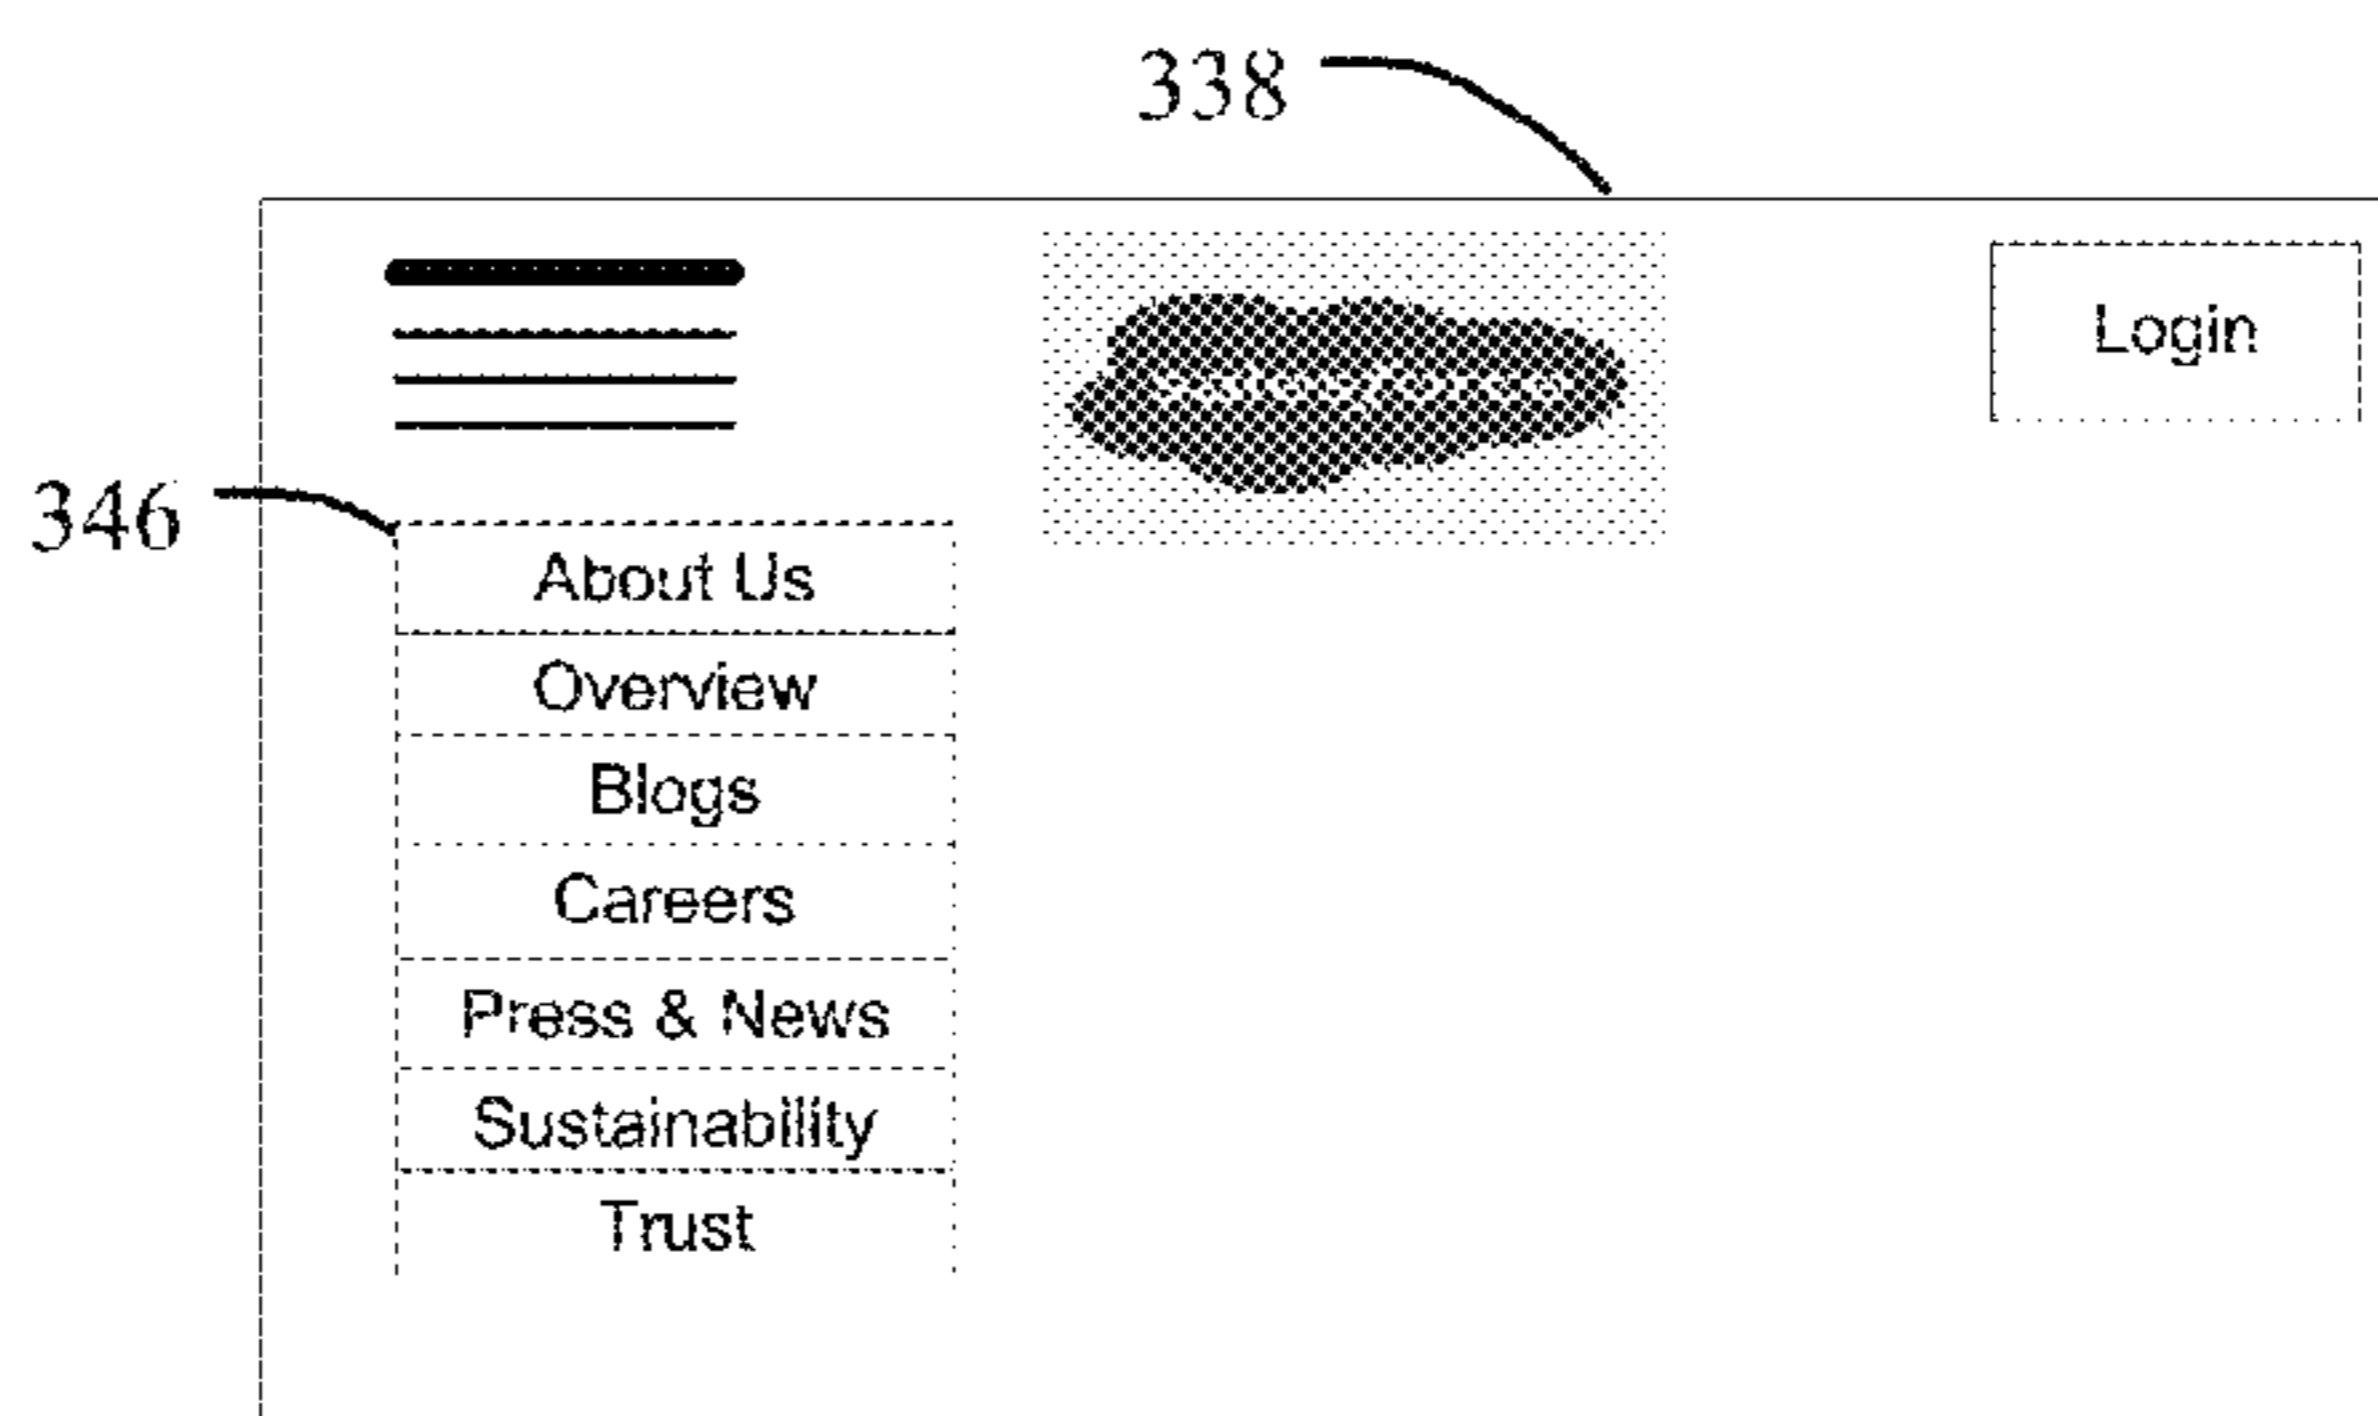 338
Login
346
About Us
Overview
Blogs
Careers
Press & News
Sustainability
Trust